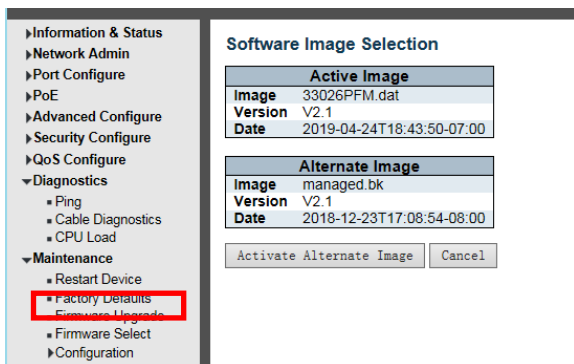 Information & Status
Network Admin
Port Configure
PoE
Advanced Configure
Security Configure
QoS Configure
Diagnostics
Ping
Cable Diagnostics
CPU Load
Maintenance
Restart Device
Factory Defaults
Firmware Upgrade
Firmware Select
Configuration
Software Image Selection
Active Image
Image 33026PFM.dat
Version V2.1
Date 2019-04-24T18:43:50-07:00
Alternate Image
Image managed.bk
Version V2.1
Date 2018-12-23T17:08:54-08:00
Activate Alternate Image Cancel